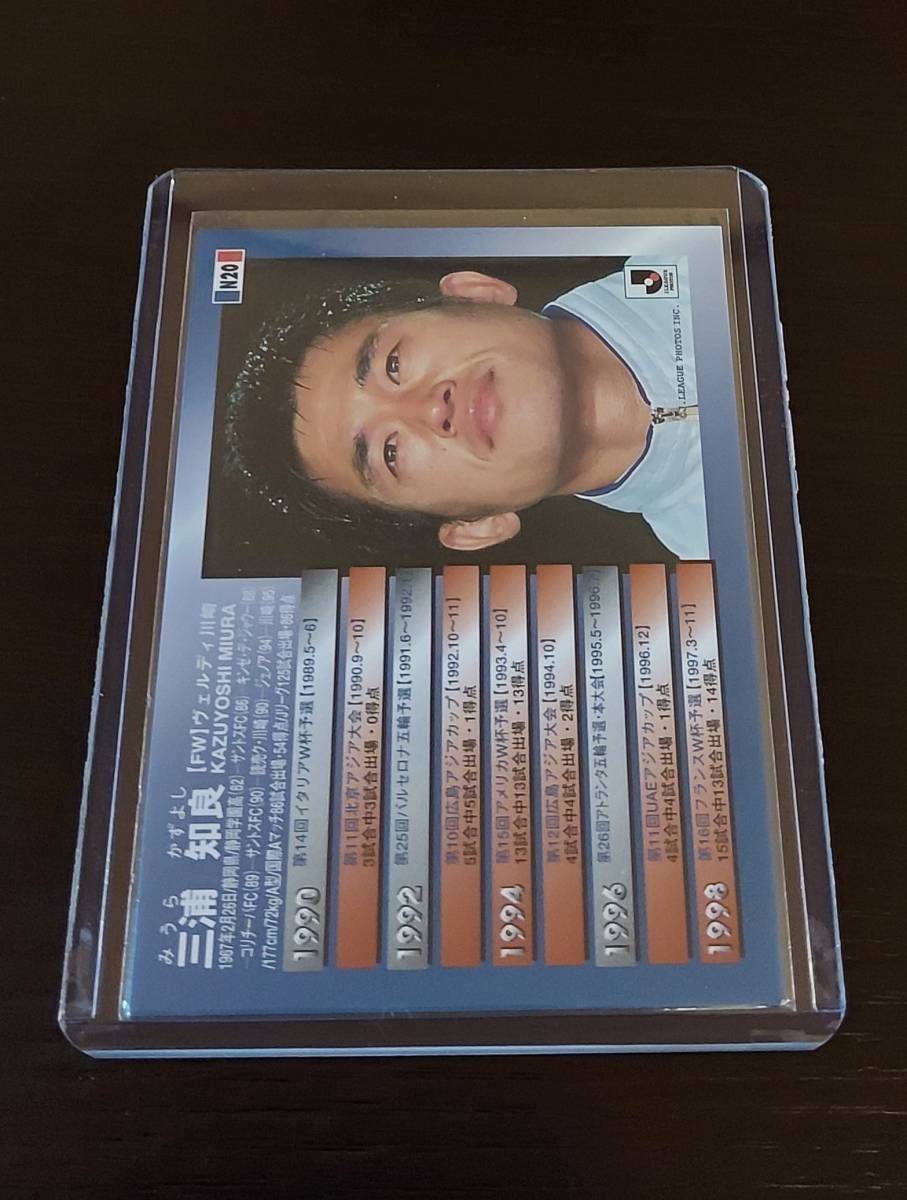 N20
J.LEAGUE PHOTOS INC.
みうら かずよし
三浦 知良
[FW]ヴェルディ川崎
KAZUYOSHI MIURA
1967年2月26日/静岡県/静岡学園高(82)―サントスFC(86)―キンゼ・デ・ジャウー(88)
―コリチーバFC(89)―サントスFC(90)―読売ク・川崎(90)―ジェノア('94)―川崎('95)
/177cm/72kg/A型/国際Aマッチ86試合出場・54得点/Jリーグ125試合出場・86得点
1990
第14回イタリアW杯予選【1989.5~6】
第11回北京アジア大会【1990.9~10】
3試合中3試合出場・0得点
1992
第25回バルセロナ五輪予選【1991.6~1992.1】
第10回広島アジアカップ【1992.10~11】
5試合中5試合出場・1得点
1994
第15回アメリカW杯予選【1993.4~10】
13試合中13試合出場・13得点
第12回広島アジア大会【1994.10】
4試合中4試合出場・2得点
1996
第26回アトランタ五輪予選・本大会【1995.5~1996.7】
第11回UAEアジアカップ【1996.12】
4試合中4試合出場・1得点
1998
第16回フランスW杯予選【1997.3~11】
15試合中13試合出場・14得点